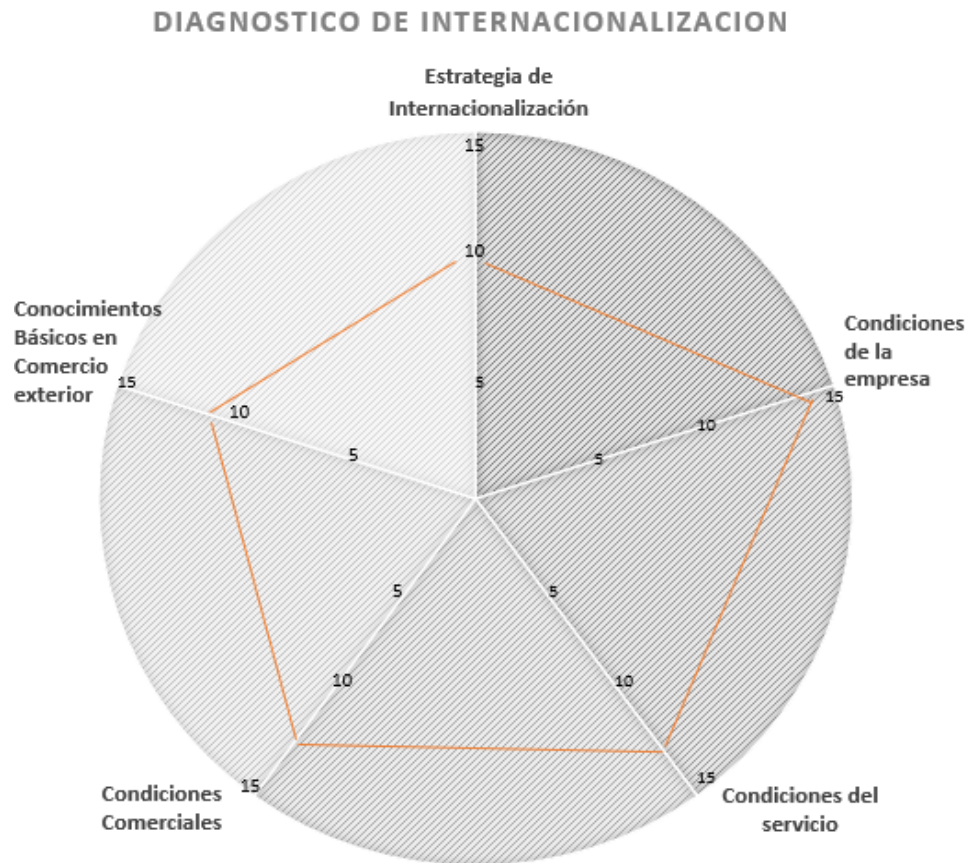 DIAGNOSTICO DE INTERNACIONALIZACION
Estrategia de
Internacionalización
15
10
5
Condiciones
de la
empresa
15
10
5
Condiciones del
servicio
15
10
5
Condiciones
Comerciales
15
10
5
Conocimientos
Básicos en
Comercio
exterior
15
10
5